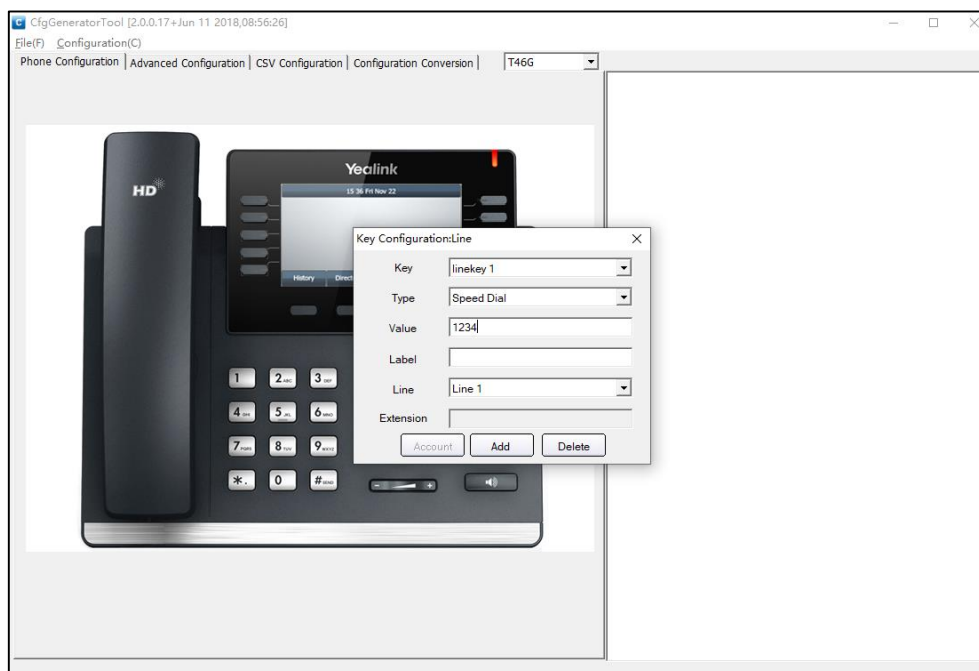 CfgGeneratorTool [2.0.0.17+Jun 11 2018,08:56:26]
File(F) Configuration(C)
Phone Configuration Advanced Configuration CSV Configuration Configuration Conversion T46G
HD
Yealink
15 36 Fri Nov 22
History Direct
Key Configuration:Line
Key linekey 1
Type Speed Dial
Value 1234
Label
Line Line 1
Extension
Account Add Delete
1 2 ABC 3 DEF
4 GHI 5 JKL 6 MNO
7 PQRS 8 TUV 9 WXYZ
*. 0 # SEND
- +